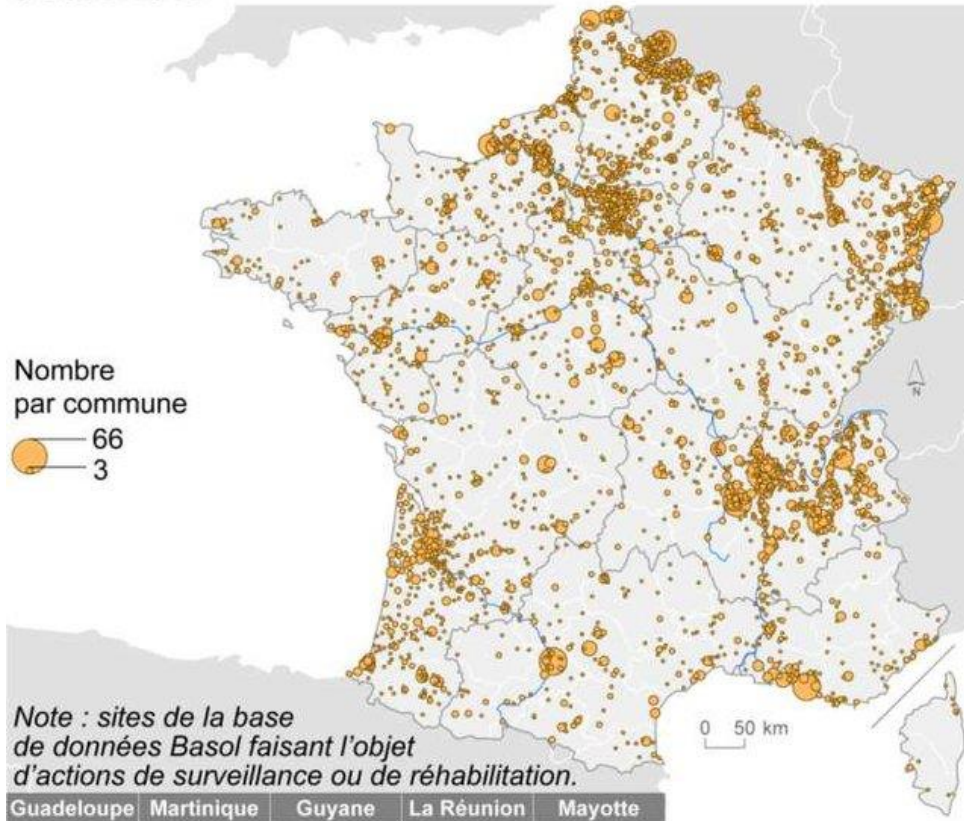 Nombre
par commune
66
3
N
0 50 km
Note : sites de la base
de données Basol faisant l'objet
d'actions de surveillance ou de réhabilitation.
Guadeloupe Martinique Guyane La Réunion Mayotte